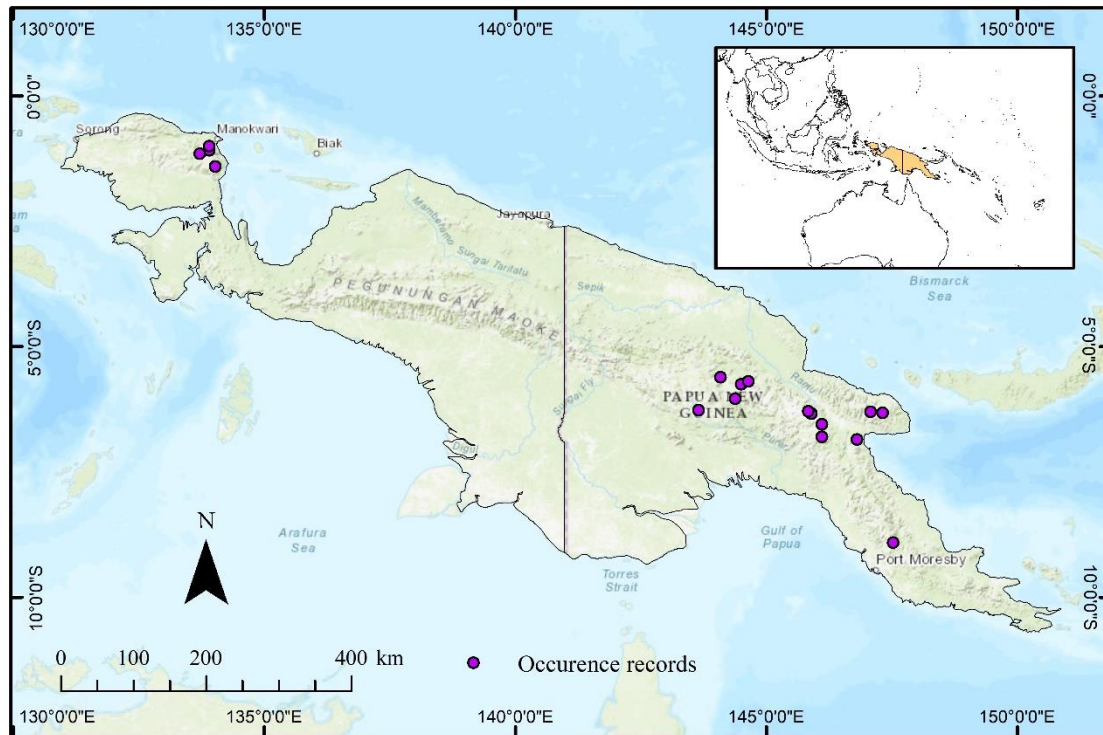 130°0'0"E
135°0'0"E
140°0'0"E
145°0'0"E
150°0'0"E
0°0'0"
0°0'0"
Sorong
Manokwari
Biak
Jayapura
Mamberamo
Sungai Taritatu
Sepik
Bismarck
Sea
PEGUNUNGAN MAOKE
5°0'0"S
5°0'0"S
Ramu
Sungai Fly
PAPUA NEW
GUINEA
Purari
Digul
N
Arafura
Sea
Gulf of
Papua
Port Moresby
Torres
Strait
10°0'0"S
10°0'0"S
0 100 200 400 km
Occurence records
130°0'0"E
135°0'0"E
140°0'0"E
145°0'0"E
150°0'0"E